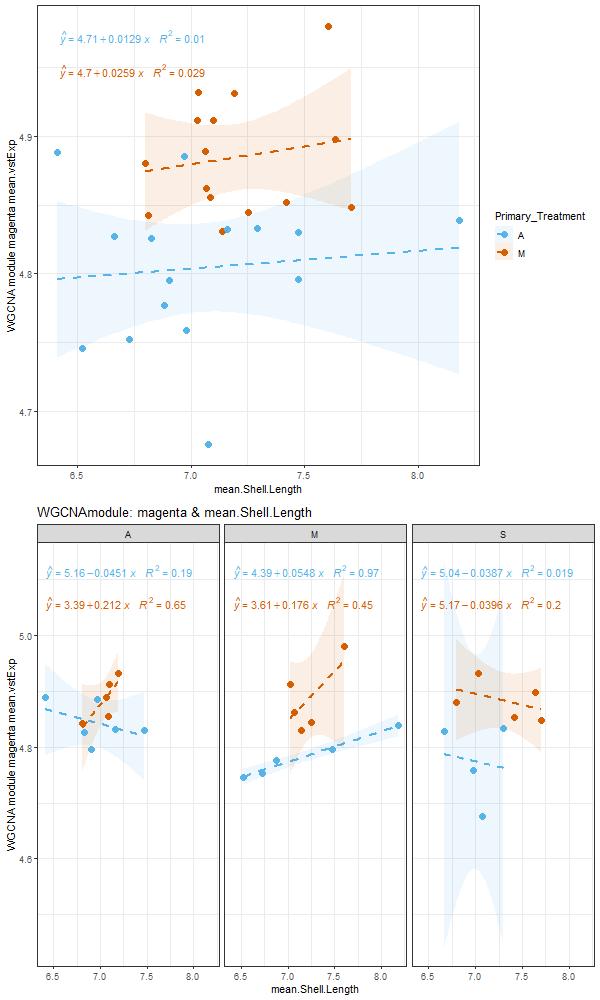 ŷ = 4.71 + 0.0129 x   R² = 0.01
ŷ = 4.7 + 0.0259 x   R² = 0.029
WGCNA module magenta mean.vstExp
4.9
4.8
4.7
6.5 7.0 7.5 8.0
mean.Shell.Length
Primary_Treatment
A
M
WGCNAmodule: magenta & mean.Shell.Length
A M S
ŷ = 5.16 − 0.0451 x   R² = 0.19 ŷ = 4.39 + 0.0548 x   R² = 0.97 ŷ = 5.04 − 0.0387 x   R² = 0.019
ŷ = 3.39 + 0.212 x   R² = 0.65 ŷ = 3.61 + 0.176 x   R² = 0.45 ŷ = 5.17 − 0.0396 x   R² = 0.2
WGCNA module magenta mean.vstExp
5.0
4.8
4.6
6.5 7.0 7.5 8.0 6.5 7.0 7.5 8.0 6.5 7.0 7.5 8.0
mean.Shell.Length